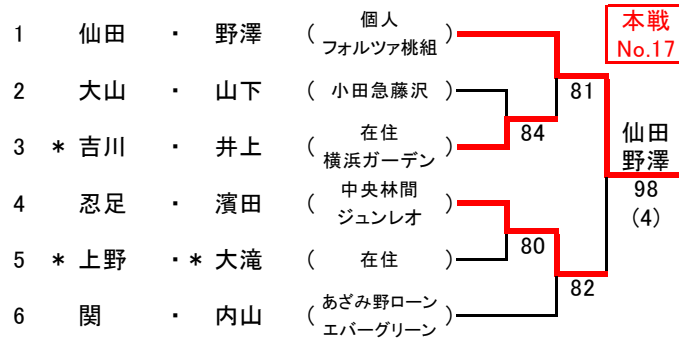 本戦
No.17
1 仙田 ・ 野澤 ( 個人 フォルツァ桃組 )
2 大山 ・ 山下 ( 小田急藤沢 )
3 * 吉川 ・ 井上 ( 在住 横浜ガーデン )
4 忍足 ・ 濱田 ( 中央林間 ジュンレオ )
5 * 上野 ・ * 大滝 ( 在住 )
6 関 ・ 内山 ( あざみ野ローン エバーグリーン )
84
80
81
82
仙田
野澤
98
(4)